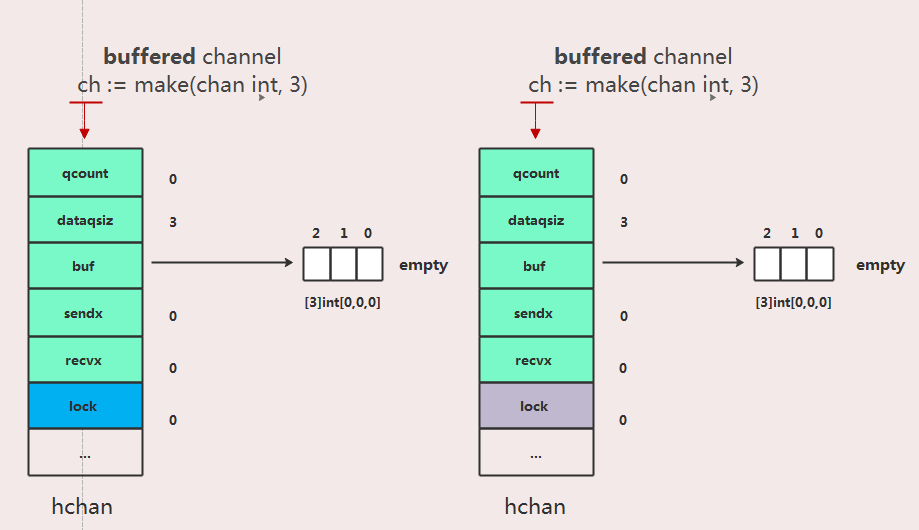 buffered channel
ch := make(chan int, 3)
qcount 0
dataqsiz 3
2 1 0
buf
empty
[3]int[0,0,0]
sendx 0
recvx 0
lock 0
...
hchan
buffered channel
ch := make(chan int, 3)
qcount 0
dataqsiz 3
2 1 0
buf
empty
[3]int[0,0,0]
sendx 0
recvx 0
lock 0
...
hchan